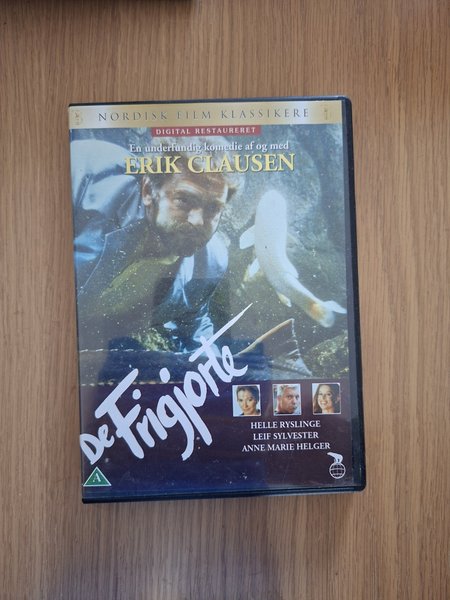 NORDISK FILM KLASSIKERE
DIGITAL RESTAURERET
En underfundig komedie af og med
ERIK CLAUSEN
De Frigjorte
HELLE RYSLINGE
LEIF SYLVESTER
ANNE MARIE HELGER
A